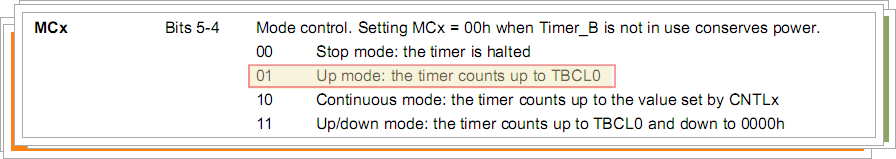 MCx Bits 5-4 Mode control. Setting MCx = 00h when Timer_B is not in use conserves power.
00 Stop mode: the timer is halted
01 Up mode: the timer counts up to TBCL0
10 Continuous mode: the timer counts up to the value set by CNTLx
11 Up/down mode: the timer counts up to TBCL0 and down to 0000h